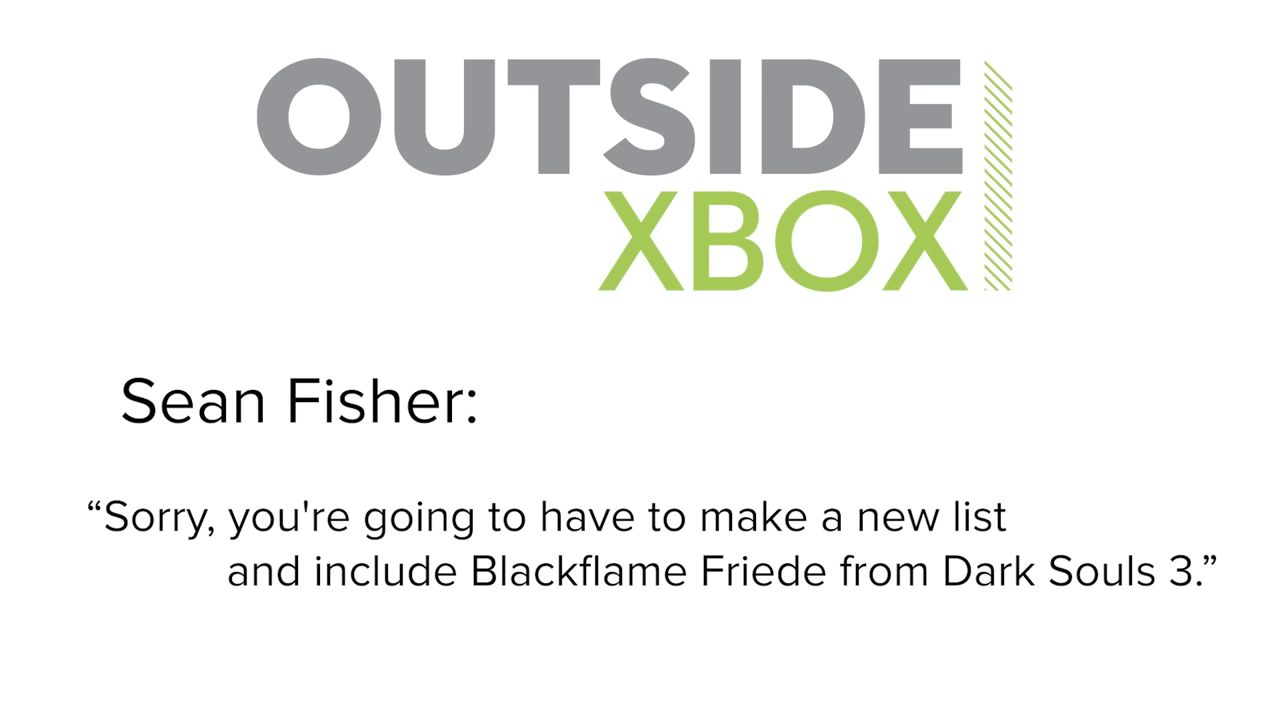 OUTSIDE
XBOX
Sean Fisher:
“Sorry, you're going to have to make a new list
and include Blackflame Friede from Dark Souls 3.”